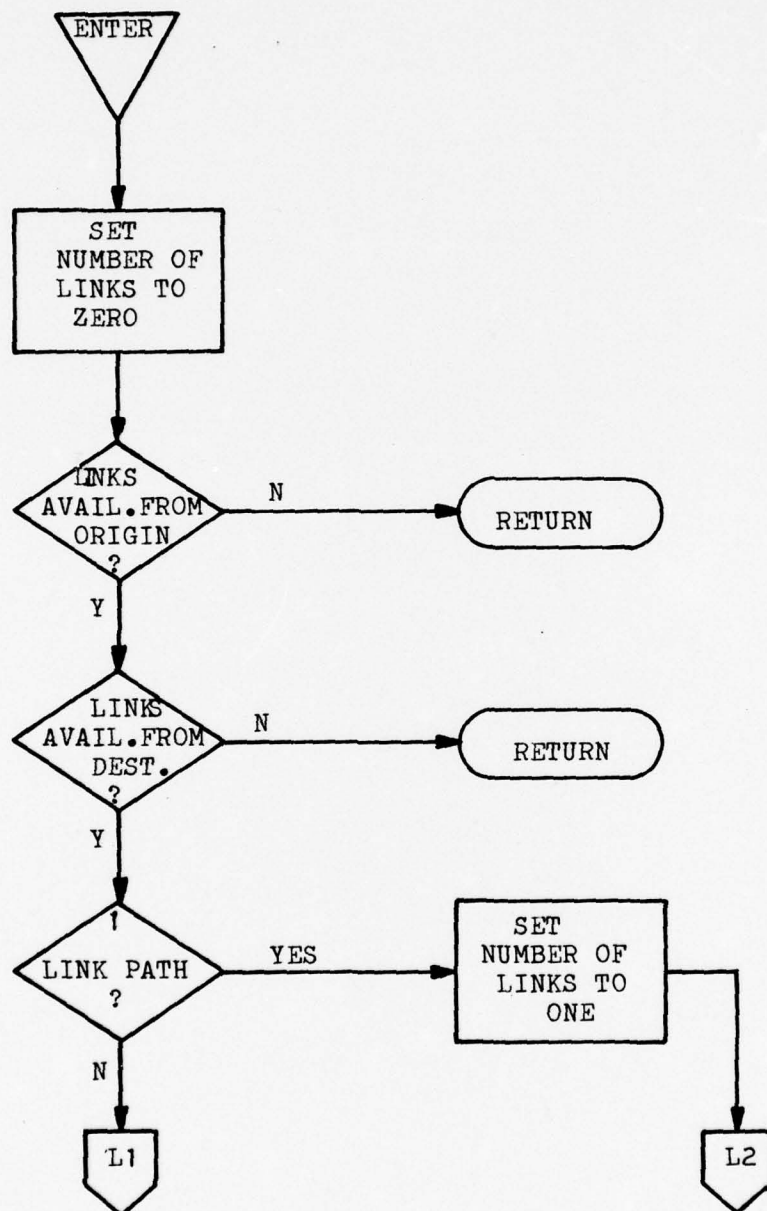 ENTER
SET
NUMBER OF
LINKS TO
ZERO
LINKS
AVAIL.FROM
ORIGIN
?
N
RETURN
Y
LINKS
AVAIL.FROM
DEST.
?
N
RETURN
Y
1
LINK PATH
?
YES
SET
NUMBER OF
LINKS TO
ONE
N
L1
L2